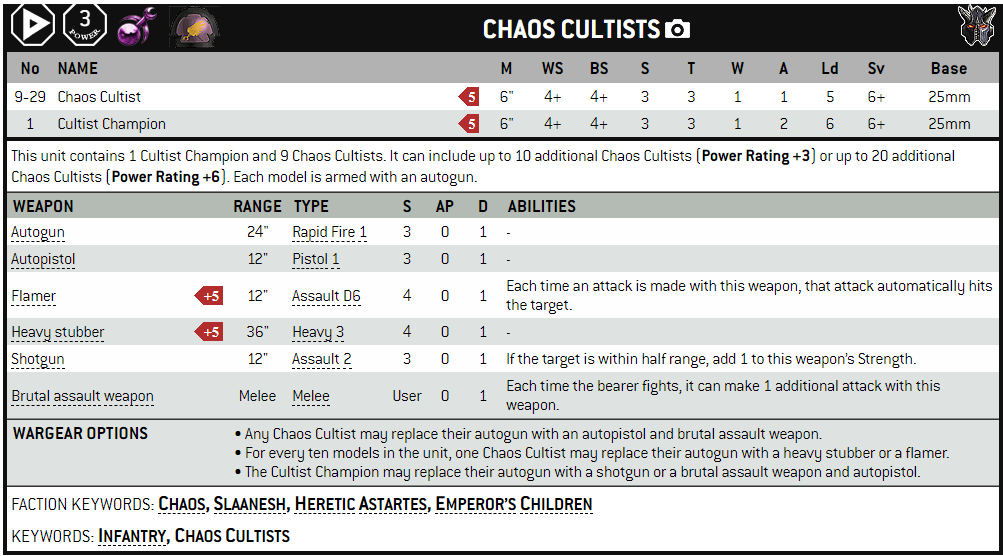 3 POWER CHAOS CULTISTS
No NAME M WS BS S T W A Ld Sv Base
9-29 Chaos Cultist 5 6" 4+ 4+ 3 3 1 1 5 6+ 25mm
1 Cultist Champion 5 6" 4+ 4+ 3 3 1 2 6 6+ 25mm
This unit contains 1 Cultist Champion and 9 Chaos Cultists. It can include up to 10 additional Chaos Cultists (Power Rating +3) or up to 20 additional
Chaos Cultists (Power Rating +6). Each model is armed with an autogun.
WEAPON RANGE TYPE S AP D ABILITIES
Autogun 24" Rapid Fire 1 3 0 1 -
Autopistol 12" Pistol 1 3 0 1 -
Flamer +5 12" Assault D6 4 0 1 Each time an attack is made with this weapon, that attack automatically hits
the target.
Heavy stubber +5 36" Heavy 3 4 0 1 -
Shotgun 12" Assault 2 3 0 1 If the target is within half range, add 1 to this weapon's Strength.
Brutal assault weapon Melee Melee User 0 1 Each time the bearer fights, it can make 1 additional attack with this
weapon.
WARGEAR OPTIONS • Any Chaos Cultist may replace their autogun with an autopistol and brutal assault weapon.
• For every ten models in the unit, one Chaos Cultist may replace their autogun with a heavy stubber or a flamer.
• The Cultist Champion may replace their autogun with a shotgun or a brutal assault weapon and autopistol.
FACTION KEYWORDS: CHAOS, SLAANESH, HERETIC ASTARTES, EMPEROR'S CHILDREN
KEYWORDS: INFANTRY, CHAOS CULTISTS